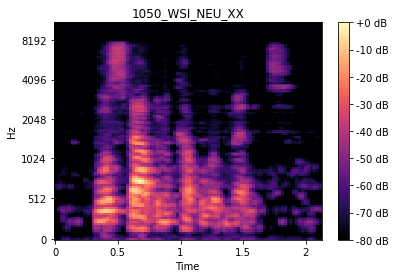 1050_WSI_NEU_XX
8192
4096
2048
1024
512
0
Hz
0
0.5
1
1.5
2
Time
+0 dB
-10 dB
-20 dB
-30 dB
-40 dB
-50 dB
-60 dB
-70 dB
-80 dB